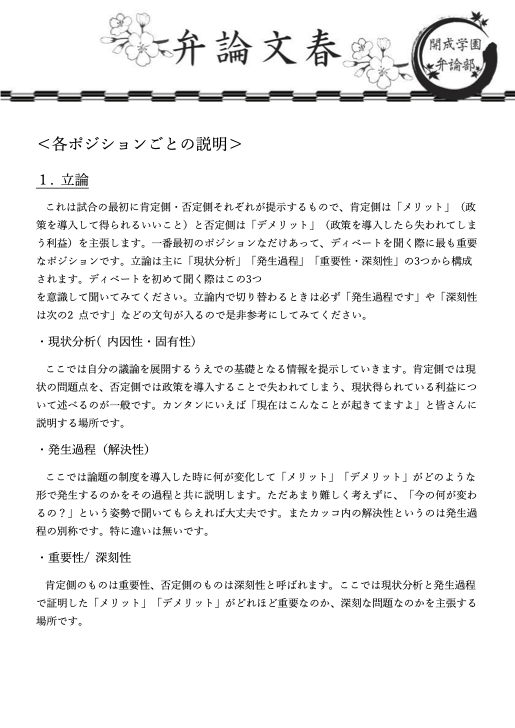 弁論文春
開成学園
弁論部
＜各ポジションごとの説明＞
１. 立論
これは試合の最初に肯定側・否定側それぞれが提示するもので、肯定側は「メリット」（政
策を導入して得られるいいこと）と否定側は「デメリット」（政策を導入したら失われてしま
う利益）を主張します。一番最初のポジションなだけあって、ディベートを聞く際に最も重要
なポジションです。立論は主に「現状分析」「発生過程」「重要性・深刻性」の3つから構成
されます。ディベートを初めて聞く際はこの3つ
を意識して聞いてみてください。立論内で切り替わるときは必ず「発生過程です」や「深刻性
は次の2 点です」などの文句が入るので是非参考にしてみてください。
・現状分析( 内因性・固有性)
ここでは自分の議論を展開するうえでの基礎となる情報を提示していきます。肯定側では現
状の問題点を、否定側では政策を導入することで失われてしまう、現状得られている利益につ
いて述べるのが一般です。カンタンにいえば「現在はこんなことが起きてますよ」と皆さんに
説明する場所です。
・発生過程（解決性）
ここでは論題の制度を導入した時に何が変化して「メリット」「デメリット」がどのような
形で発生するのかをその過程と共に説明します。ただあまり難しく考えずに、「今の何が変わ
るの？」という姿勢で聞いてもらえれば大丈夫です。またカッコ内の解決性というのは発生過
程の別称です。特に違いは無いです。
・重要性/ 深刻性
肯定側のものは重要性、否定側のものは深刻性と呼ばれます。ここでは現状分析と発生過程
で証明した「メリット」「デメリット」がどれほど重要なのか、深刻な問題なのかを主張する
場所です。